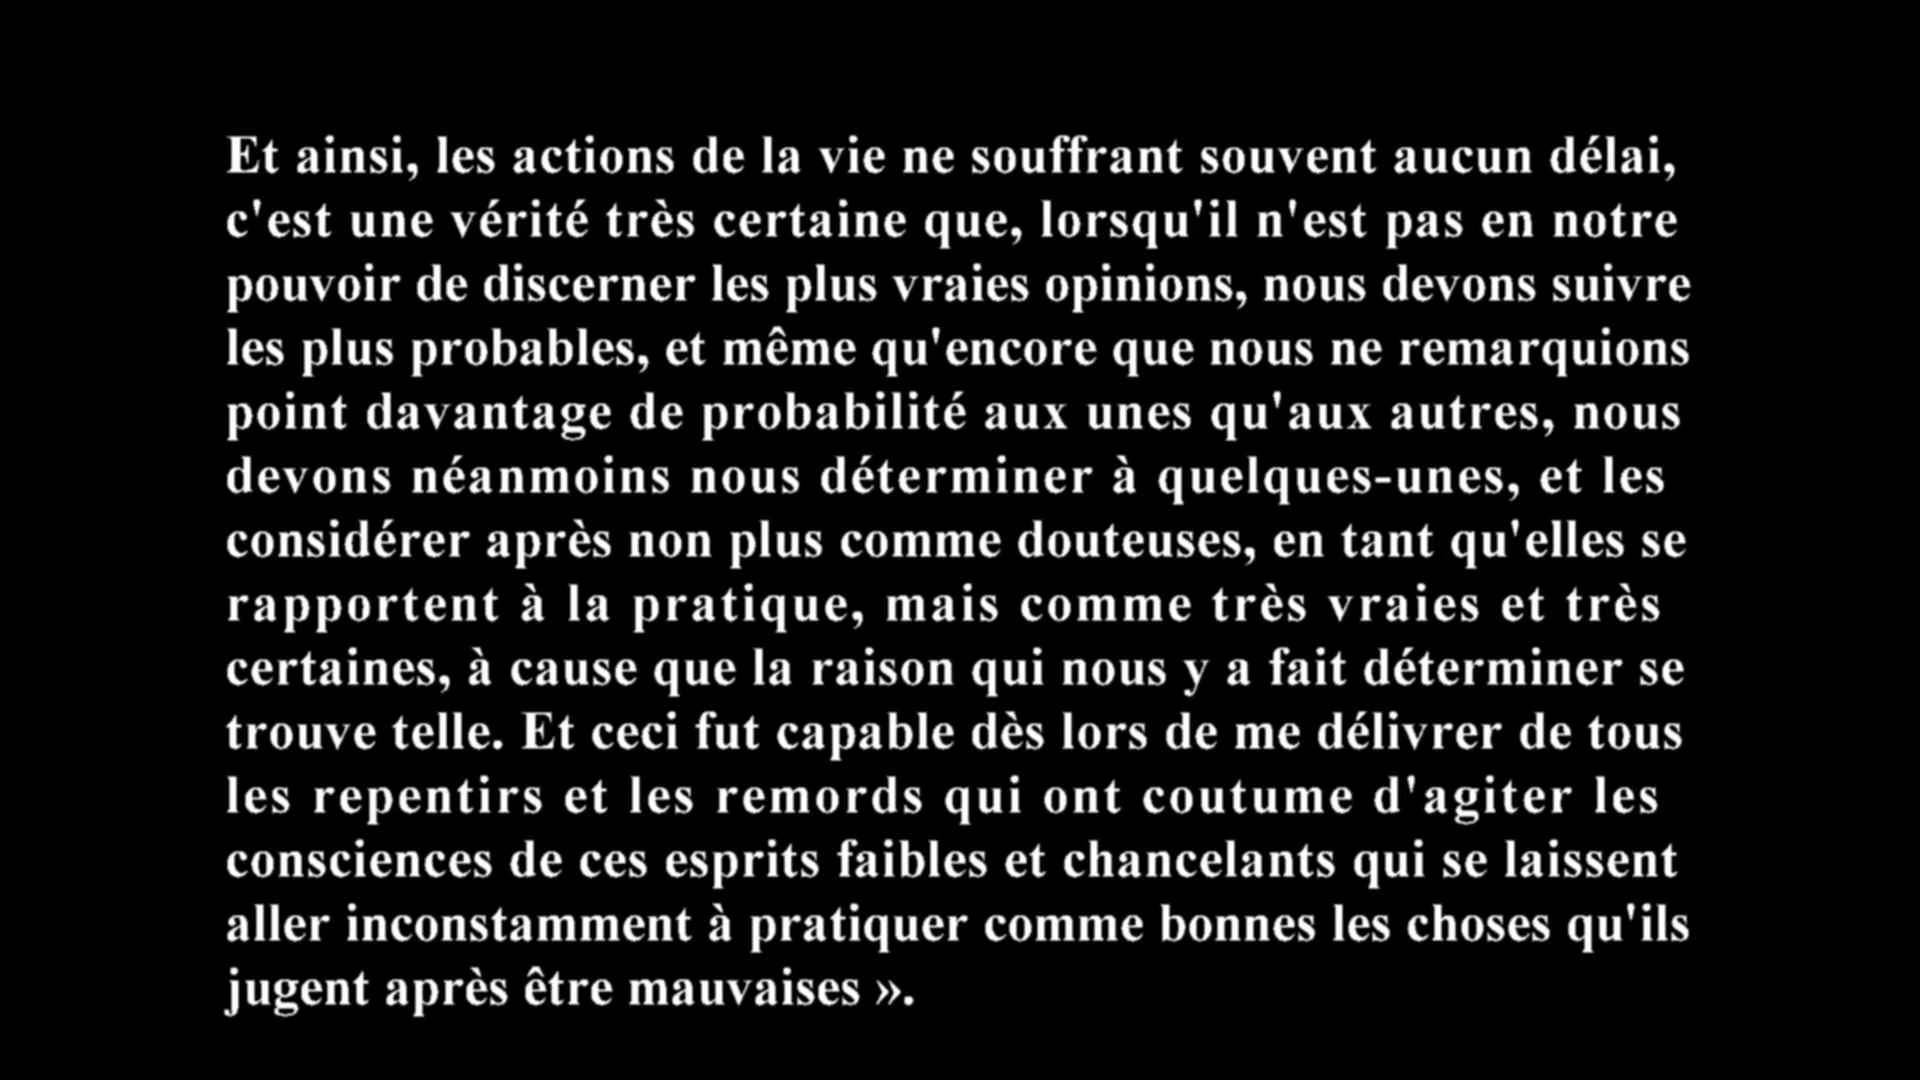 Et ainsi, les actions de la vie ne souffrant souvent aucun délai,
c'est une vérité très certaine que, lorsqu'il n'est pas en notre
pouvoir de discerner les plus vraies opinions, nous devons suivre
les plus probables, et même qu'encore que nous ne remarquions
point davantage de probabilité aux unes qu'aux autres, nous
devons néanmoins nous déterminer à quelques-unes, et les
considérer après non plus comme douteuses, en tant qu'elles se
rapportent à la pratique, mais comme très vraies et très
certaines, à cause que la raison qui nous y a fait déterminer se
trouve telle. Et ceci fut capable dès lors de me délivrer de tous
les repentirs et les remords qui ont coutume d'agiter les
consciences de ces esprits faibles et chancelants qui se laissent
aller inconstamment à pratiquer comme bonnes les choses qu'ils
jugent après être mauvaises ».